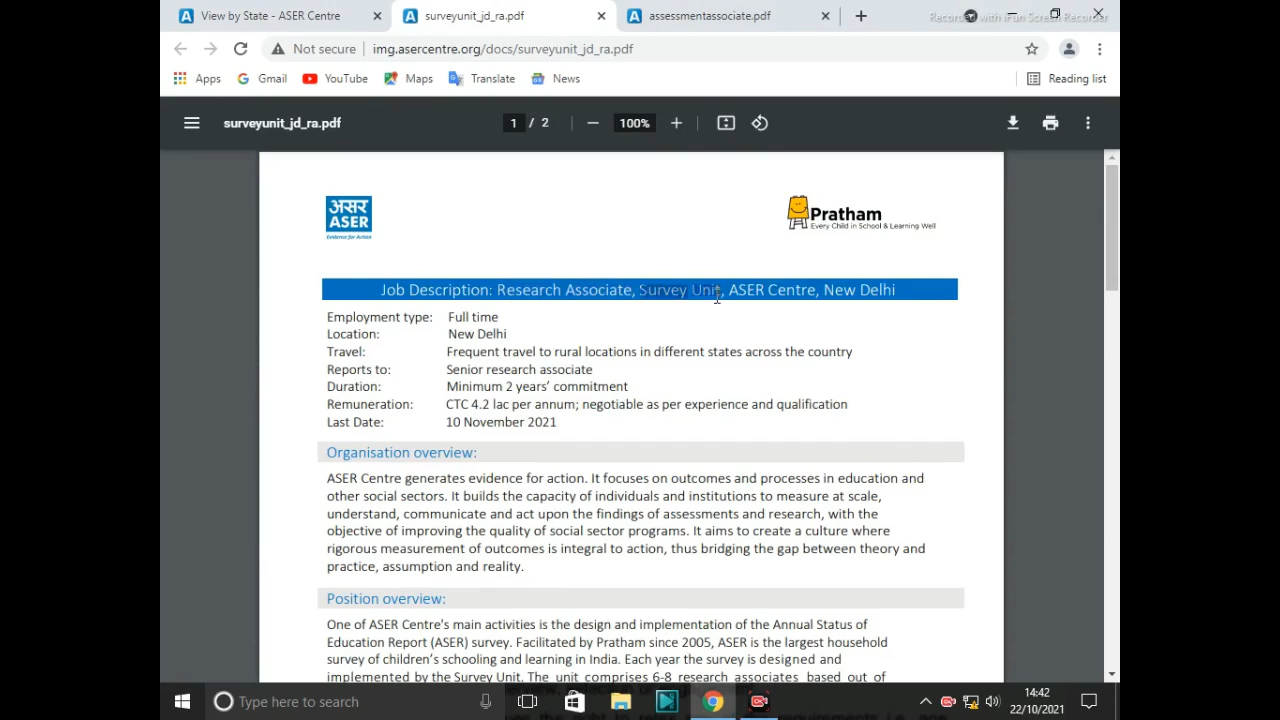 View by State - ASER Centre
surveyunit_jd_ra.pdf
assessmentassociate.pdf
Recorded with iFun Screen Recorder
Not secure
img.asercentre.org/docs/surveyunit_jd_ra.pdf
Apps
Gmail
YouTube
Maps
Translate
News
Reading list
surveyunit_jd_ra.pdf
1 / 2
100%
असर
ASER
Evidence for Action
Pratham
Every Child in School & Learning Well
Job Description: Research Associate, Survey Unit, ASER Centre, New Delhi
Employment type: Full time
Location: New Delhi
Travel: Frequent travel to rural locations in different states across the country
Reports to: Senior research associate
Duration: Minimum 2 years’ commitment
Remuneration: CTC 4.2 lac per annum; negotiable as per experience and qualification
Last Date: 10 November 2021
Organisation overview:
ASER Centre generates evidence for action. It focuses on outcomes and processes in education and
other social sectors. It builds the capacity of individuals and institutions to measure at scale,
understand, communicate and act upon the findings of assessments and research, with the
objective of improving the quality of social sector programs. It aims to create a culture where
rigorous measurement of outcomes is integral to action, thus bridging the gap between theory and
practice, assumption and reality.
Position overview:
One of ASER Centre's main activities is the design and implementation of the Annual Status of
Education Report (ASER) survey. Facilitated by Pratham since 2005, ASER is the largest household
survey of children’s schooling and learning in India. Each year the survey is designed and
implemented by the Survey Unit. The unit comprises 6-8 research associates based out of
Type here to search
14:42
22/10/2021